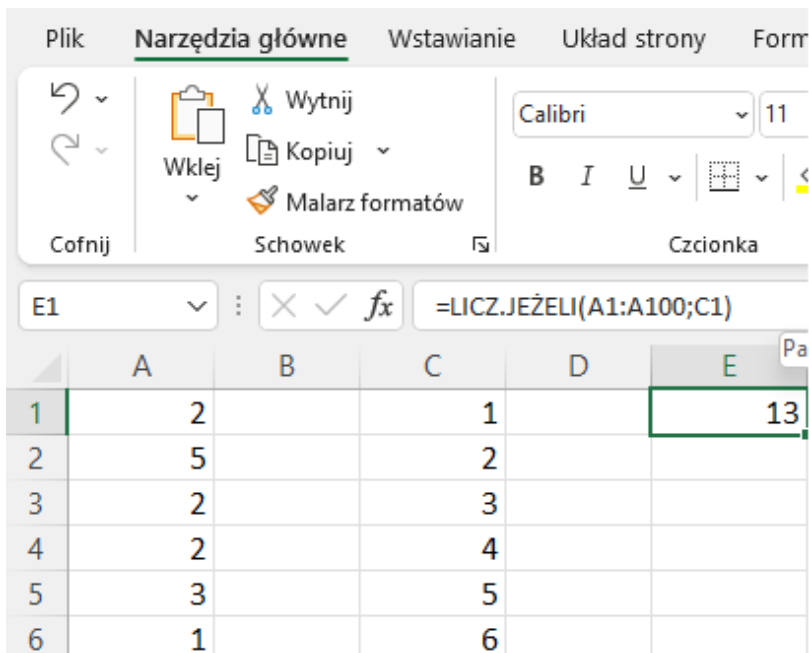 Plik Narzędzia główne Wstawianie Układ strony Form
Wytnij
Kopiuj
Malarz formatów
Wklej
Calibri 11
B I U
Cofnij Schowek Czcionka
E1 fx =LICZ.JEŻELI(A1:A100;C1)
Pa
A B C D E
1 2 1 13
2 5 2
3 2 3
4 2 4
5 3 5
6 1 6